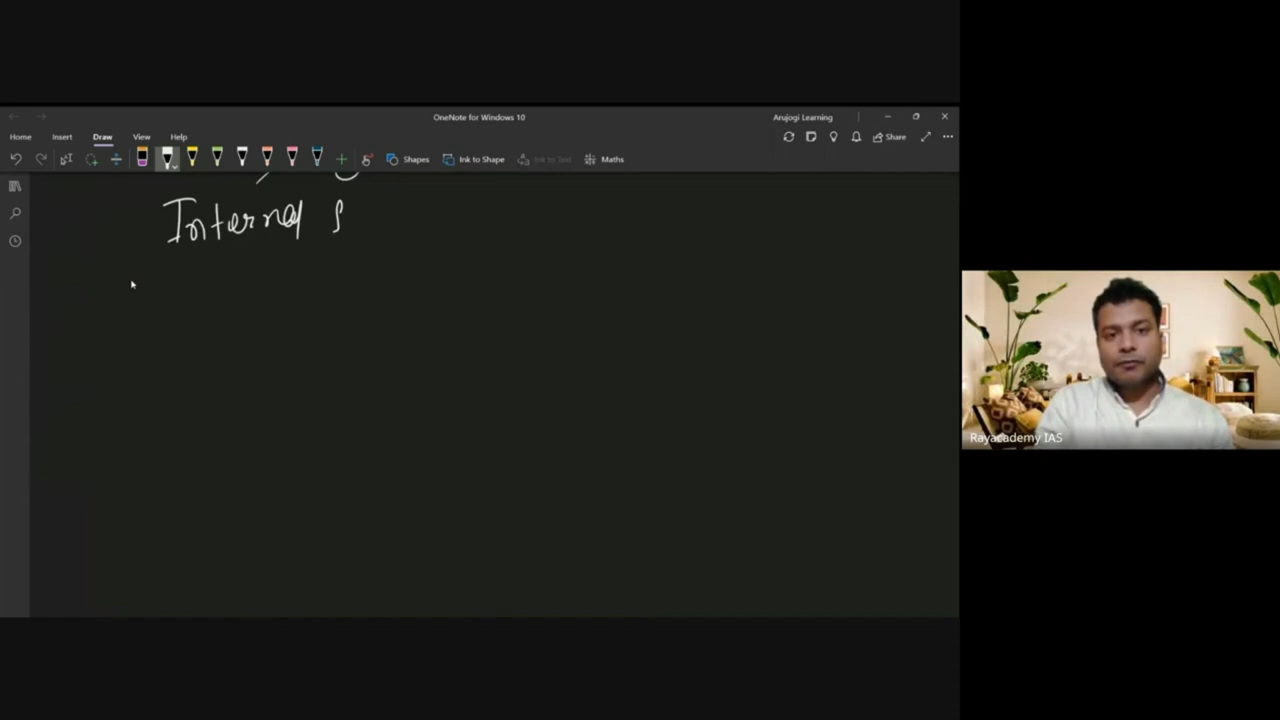 OneNote for Windows 10
Arujogi Learning
Home Insert Draw View Help
Share
Shapes Ink to Shape Ink to Text Maths
Internal S
Rayacademy IAS